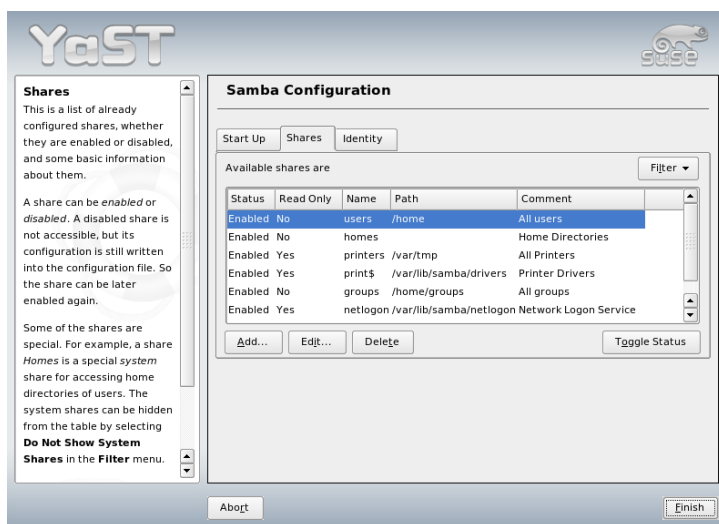 YaST
SUSE
Shares
This is a list of already
configured shares, whether
they are enabled or disabled,
and some basic information
about them.
A share can be enabled or
disabled. A disabled share is
not accessible, but its
configuration is still written
into the configuration file. So
the share can be later
enabled again.
Some of the shares are
special. For example, a share
Homes is a special system
share for accessing home
directories of users. The
system shares can be hidden
from the table by selecting
Do Not Show System
Shares in the Filter menu.
Samba Configuration
Start Up Shares Identity
Available shares are Filter
Status Read Only Name Path Comment
Enabled No users /home All users
Enabled No homes Home Directories
Enabled Yes printers /var/tmp All Printers
Enabled Yes print$ /var/lib/samba/drivers Printer Drivers
Enabled No groups /home/groups All groups
Enabled Yes netlogon /var/lib/samba/netlogon Network Logon Service
Add... Edit... Delete Toggle Status
Abort Finish